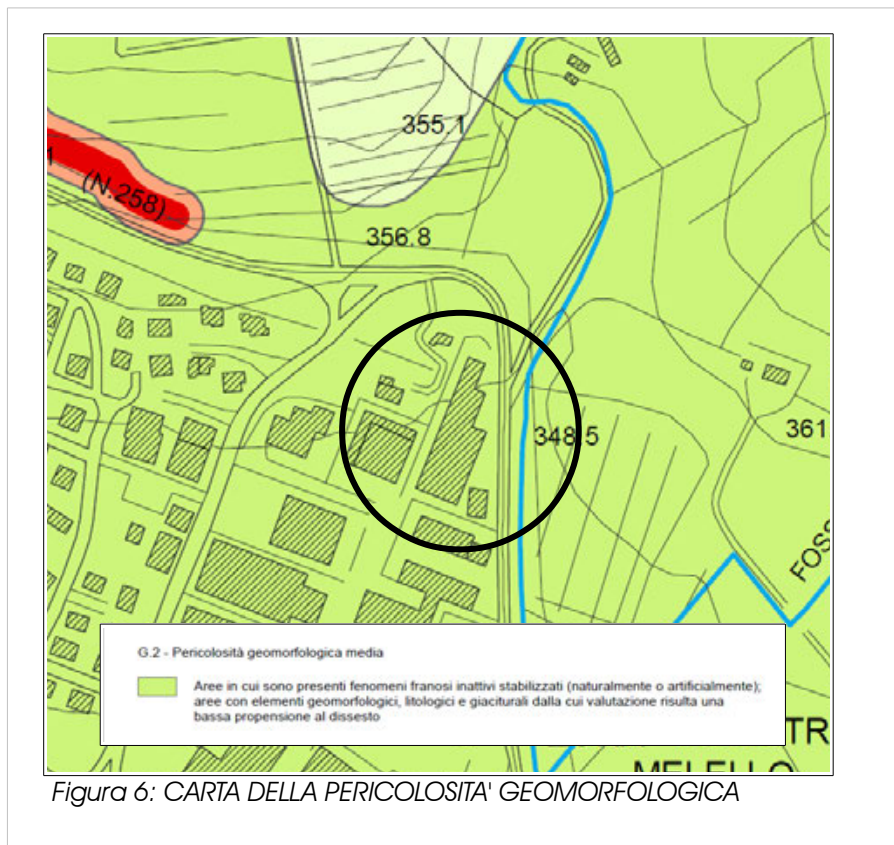 355.1
(N.258)
356.8
348.5
361
FOSS
G.2 - Pericolosità geomorfologica media
Aree in cui sono presenti fenomeni franosi inattivi stabilizzati (naturalmente o artificialmente);
aree con elementi geomorfologici, litologici e giaciturali dalla cui valutazione risulta una
bassa propensione al dissesto
TR
Figura 6: CARTA DELLA PERICOLOSITA' GEOMORFOLOGICA